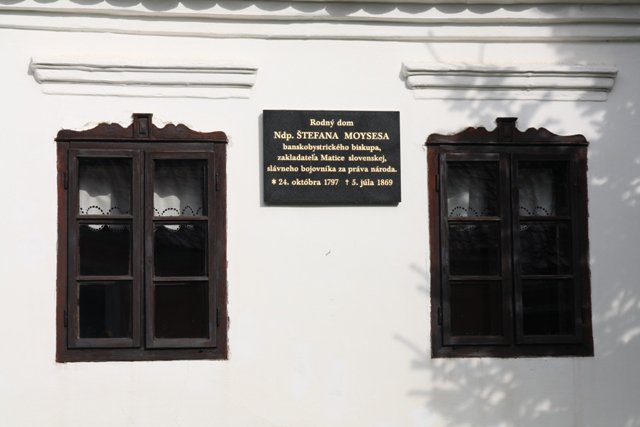 Rodný dom
Ndp. ŠTEFANA MOYSESA
banskobystrického biskupa,
zakladateľa Matice slovenskej,
slávneho bojovníka za práva národa.
* 24. októbra 1797 † 5. júla 1869